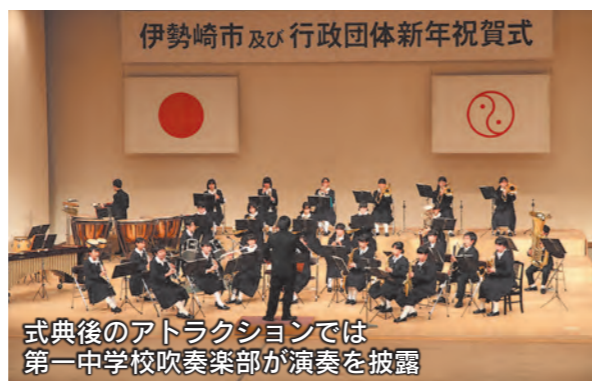 伊勢崎市及び行政団体新年祝賀式
式典後のアトラクションでは
第一中学校吹奏楽部が演奏を披露